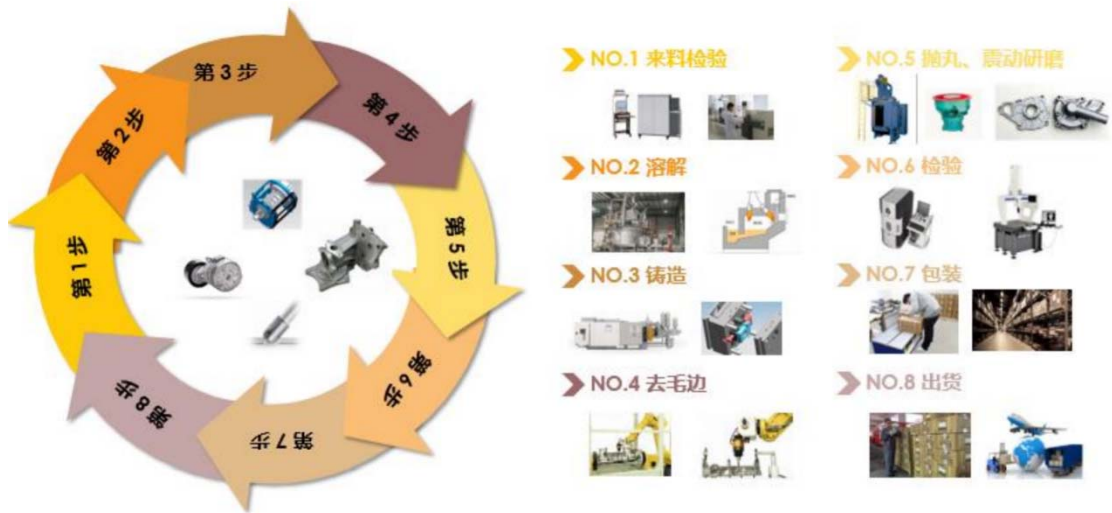 第1步
第2步
第3步
第4步
第5步
第6步
第7步
第8步
NO.1 来料检验
NO.2 溶解
NO.3 铸造
NO.4 去毛边
NO.5 抛丸、震动研磨
NO.6 检验
NO.7 包装
NO.8 出货